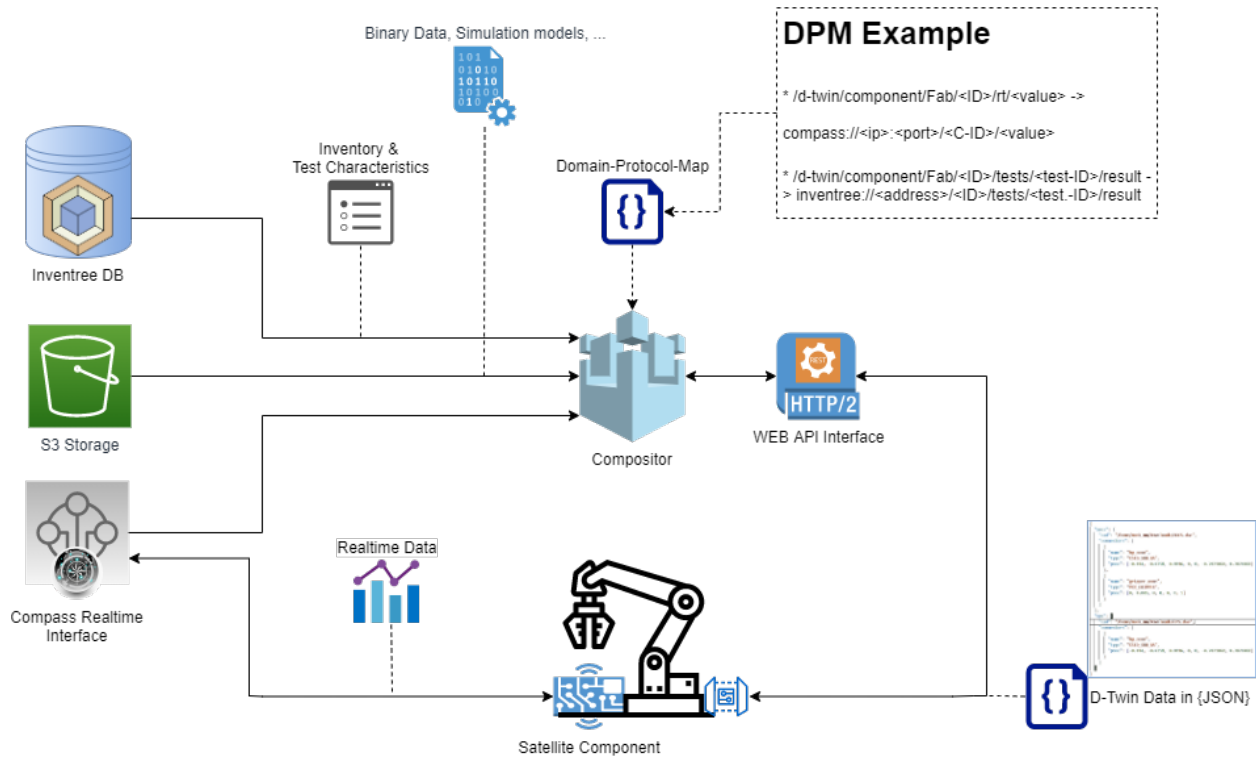 Binary Data, Simulation models, ...
101
01010
10110
10100
010
DPM Example
* /d-twin/component/Fab/<ID>/rt/<value> ->
compass://<ip>:<port>/<C-ID>/<value>
* /d-twin/component/Fab/<ID>/tests/<test-ID>/result -
> inventree://<address>/<ID>/tests/<test.-ID>/result
Inventory &
Test Characteristics
Domain-Protocol-Map
{}
Inventree DB
S3 Storage
Compositor
REST
HTTP/2
WEB API Interface
Compass Realtime
Interface
Realtime Data
Satellite Component
{}
D-Twin Data in {JSON}